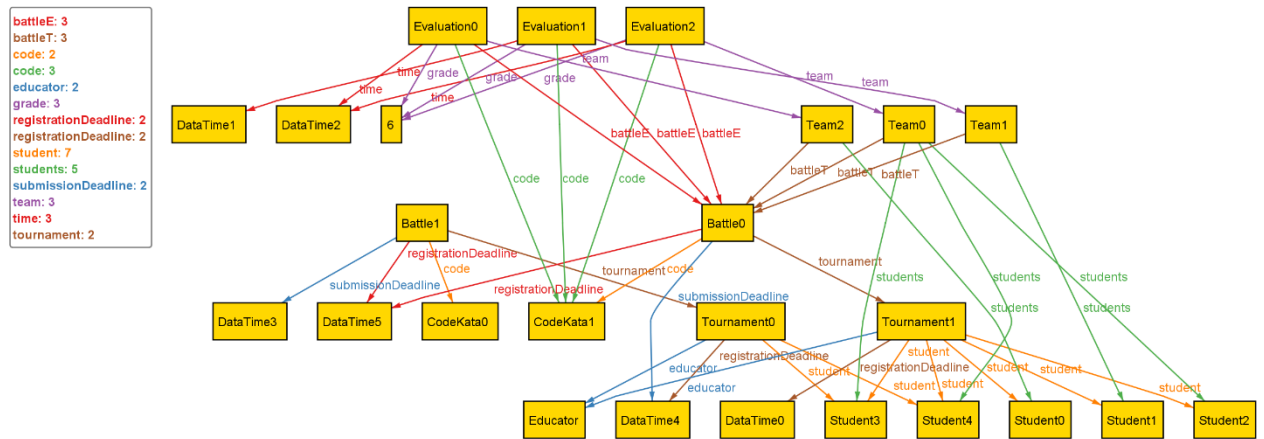 battleE: 3
battleT: 3
code: 2
code: 3
educator: 2
grade: 3
registrationDeadline: 2
registrationDeadline: 2
student: 7
students: 5
submissionDeadline: 2
team: 3
time: 3
tournament: 2
Evaluation0 Evaluation1 Evaluation2
team
time grade grade grade team team
time time
DataTime1 DataTime2 6 Team2 Team0 Team1
battleE battleE battleE
battleT battleT battleT
code code code
Battle1 Battle0
registrationDeadline tournament
code tournament code students students students
submissionDeadline registrationDeadline submissionDeadline students students
DataTime3 DataTime5 CodeKata0 CodeKata1 Tournament0 Tournament1
registrationDeadline student
educator student registrationDeadline student student
educator student student student
Educator DataTime4 DataTime0 Student3 Student4 Student0 Student1 Student2